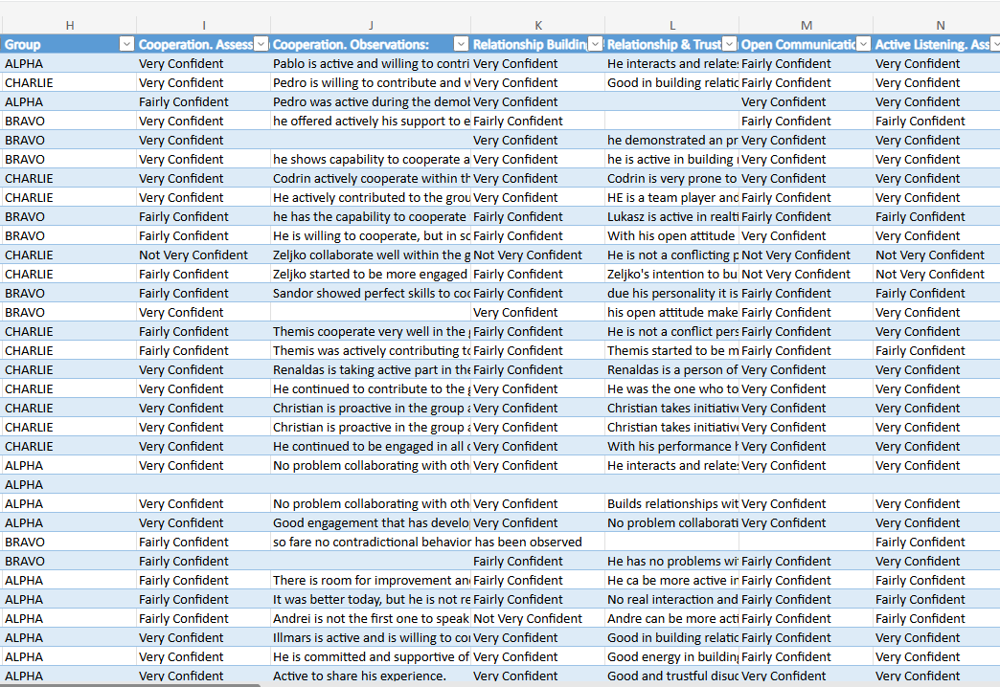 H I J K L M N
Group Cooperation. Assess Cooperation. Observations: Relationship Building Relationship & Trust Open Communicatio Active Listening. Ass
ALPHA Very Confident Pablo is active and willing to contri Very Confident He interacts and relate Fairly Confident Very Confident
CHARLIE Very Confident Pedro is willing to contribute and w Very Confident Good in building relatic Fairly Confident Very Confident
ALPHA Fairly Confident Pedro was active during the demol Very Confident Very Confident Very Confident
BRAVO Very Confident he offered actively his support to e Fairly Confident Fairly Confident Fairly Confident
BRAVO Very Confident Very Confident he demonstrated an pr Very Confident Very Confident
BRAVO Very Confident he shows capability to cooperate a Very Confident he is active in building Very Confident Very Confident
CHARLIE Very Confident Codrin actively cooperate within th Very Confident Codrin is very prone to Very Confident Very Confident
CHARLIE Very Confident He actively contributed to the grou Very Confident HE is a team player and Fairly Confident Very Confident
BRAVO Fairly Confident he has the capability to cooperate Fairly Confident Lukasz is active in realti Fairly Confident Fairly Confident
BRAVO Fairly Confident He is willing to cooperate, but in sc Fairly Confident With his open attitude Very Confident Very Confident
CHARLIE Not Very Confident Zeljko collaborate well within the g Not Very Confident He is not a conflicting p Not Very Confident Not Very Confident
CHARLIE Fairly Confident Zeljko started to be more engaged Fairly Confident Zeljko's intention to bu Not Very Confident Not Very Confident
BRAVO Fairly Confident Sandor showed perfect skills to coc Fairly Confident due his personality it is Fairly Confident Fairly Confident
BRAVO Very Confident Very Confident his open attitude make Fairly Confident Very Confident
CHARLIE Fairly Confident Themis cooperate very well in the Fairly Confident He is not a conflict pers Fairly Confident Very Confident
CHARLIE Fairly Confident Themis was actively contributing to Fairly Confident Themis started to be m Fairly Confident Fairly Confident
CHARLIE Very Confident Renaldas is taking active part in the Fairly Confident Renaldas is a person of Very Confident Very Confident
CHARLIE Very Confident He continued to contribute to the g Very Confident He was the one who to Very Confident Very Confident
CHARLIE Very Confident Christian is proactive in the group a Very Confident Christian takes initiativ Very Confident Very Confident
CHARLIE Very Confident Christian is proactive in the group a Very Confident Christian takes initiativ Very Confident Very Confident
CHARLIE Very Confident He continued to be engaged in all c Very Confident With his performance h Very Confident Very Confident
ALPHA Very Confident No problem collaborating with oth Very Confident He interacts and relate Very Confident Very Confident
ALPHA
ALPHA Very Confident No problem collaborating with oth Very Confident Builds relationships wit Very Confident Very Confident
ALPHA Very Confident Good engagement that has develo Very Confident No problem collaborati Very Confident Very Confident
BRAVO Fairly Confident so fare no contradictional behavior has been observed Fairly Confident
BRAVO Fairly Confident Fairly Confident He has no problems wi Fairly Confident Very Confident
ALPHA Fairly Confident There is room for improvement an Fairly Confident He ca be more active in Fairly Confident Fairly Confident
ALPHA Fairly Confident It was better today, but he is not re Fairly Confident No real interaction and Fairly Confident Fairly Confident
ALPHA Fairly Confident Andrei is not the first one to speak Not Very Confident Andre can be more acti Fairly Confident Fairly Confident
ALPHA Very Confident Illmars is active and is willing to co Very Confident Good in building relatic Very Confident Very Confident
ALPHA Very Confident He is committed and supportive of Very Confident Good energy in building Fairly Confident Very Confident
ALPHA Very Confident Active to share his experience. Very Confident Good and trustful disuc Very Confident Very Confident